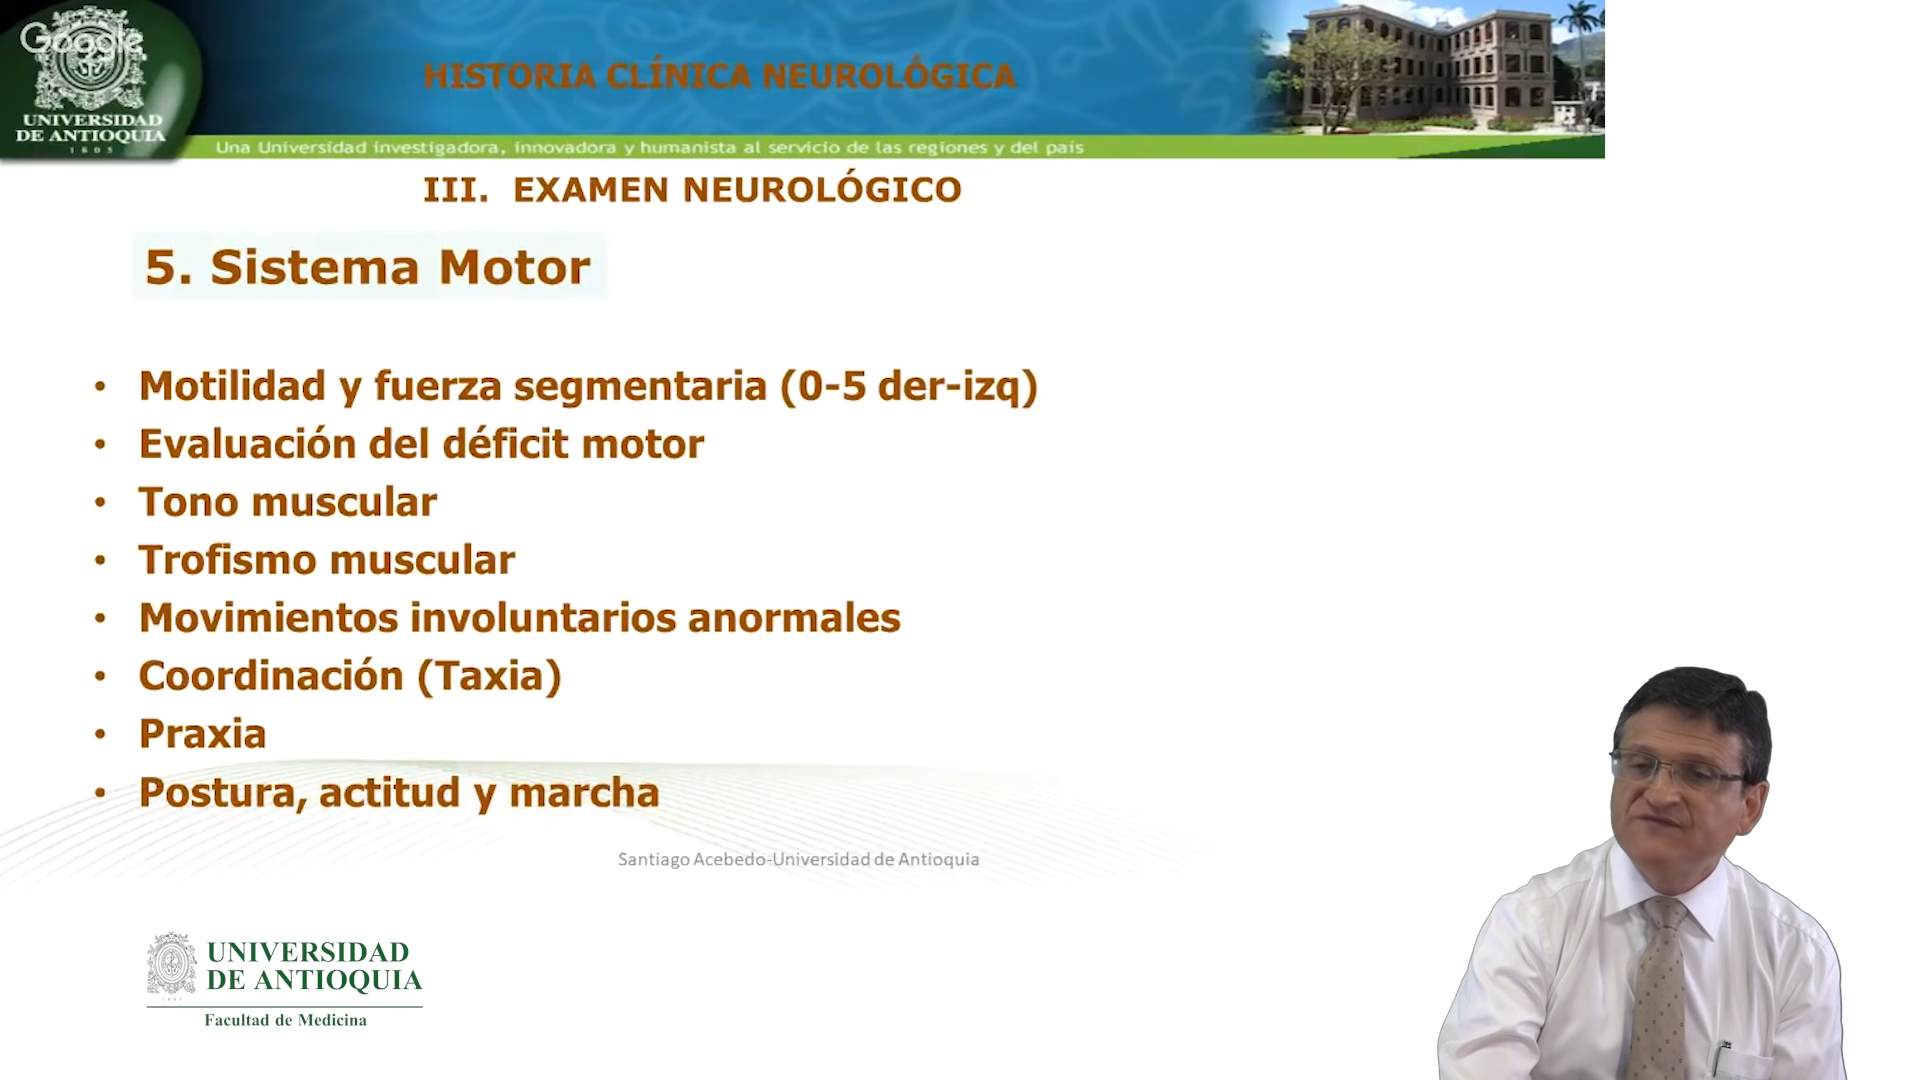 Google
UNIVERSIDAD
DE ANTIOQUIA
1803
HISTORIA CLÍNICA NEUROLÓGICA
Una Universidad investigadora, innovadora y humanista al servicio de las regiones y del país
III. EXAMEN NEUROLÓGICO
5. Sistema Motor
• Motilidad y fuerza segmentaria (0-5 der-izq)
• Evaluación del déficit motor
• Tono muscular
• Trofismo muscular
• Movimientos involuntarios anormales
• Coordinación (Taxia)
• Praxia
• Postura, actitud y marcha
Santiago Acebedo-Universidad de Antioquia
UNIVERSIDAD
DE ANTIOQUIA
Facultad de Medicina